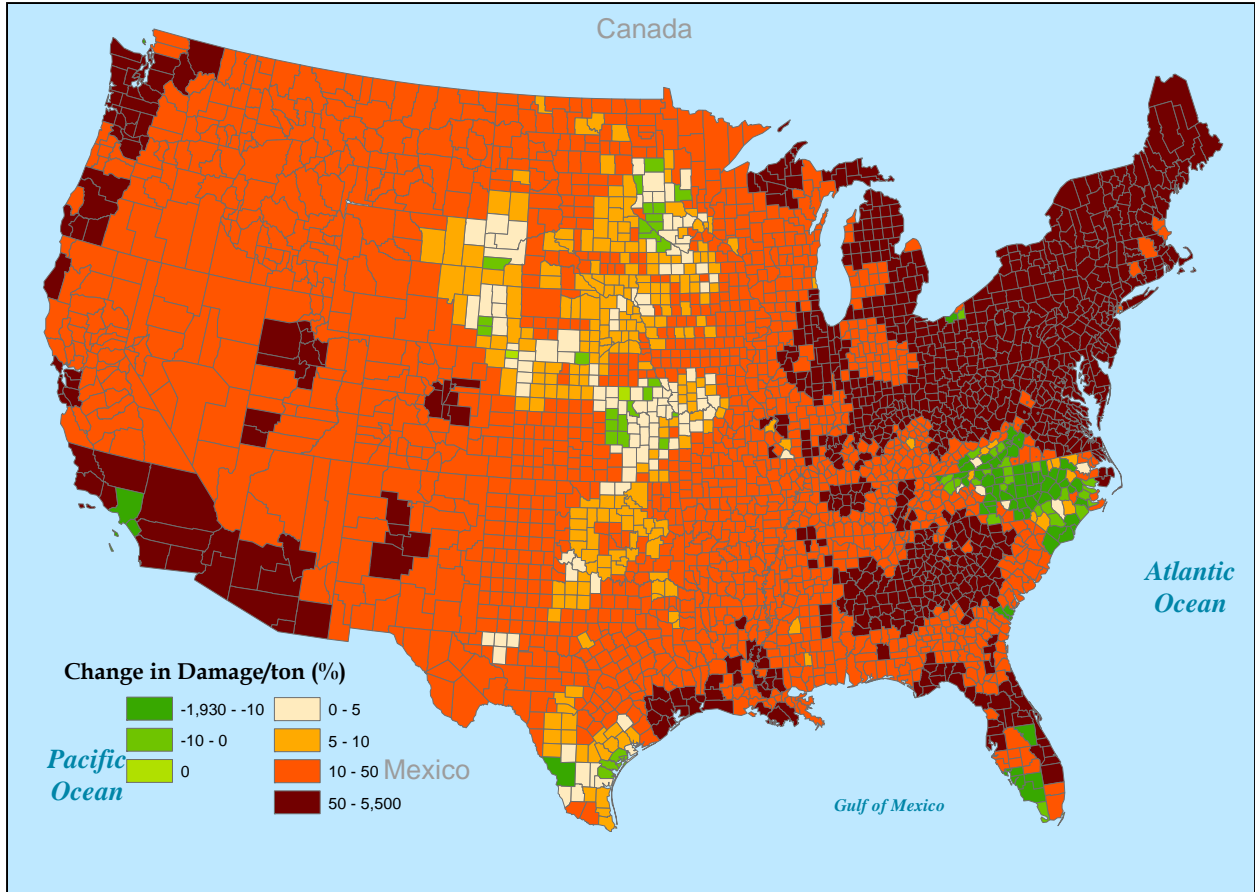 Canada
Atlantic
Ocean
Change in Damage/ton (%)
-1,930 - -10
0 - 5
-10 - 0
5 - 10
Pacific
Ocean
0
10 - 50
Mexico
50 - 5,500
Gulf of Mexico